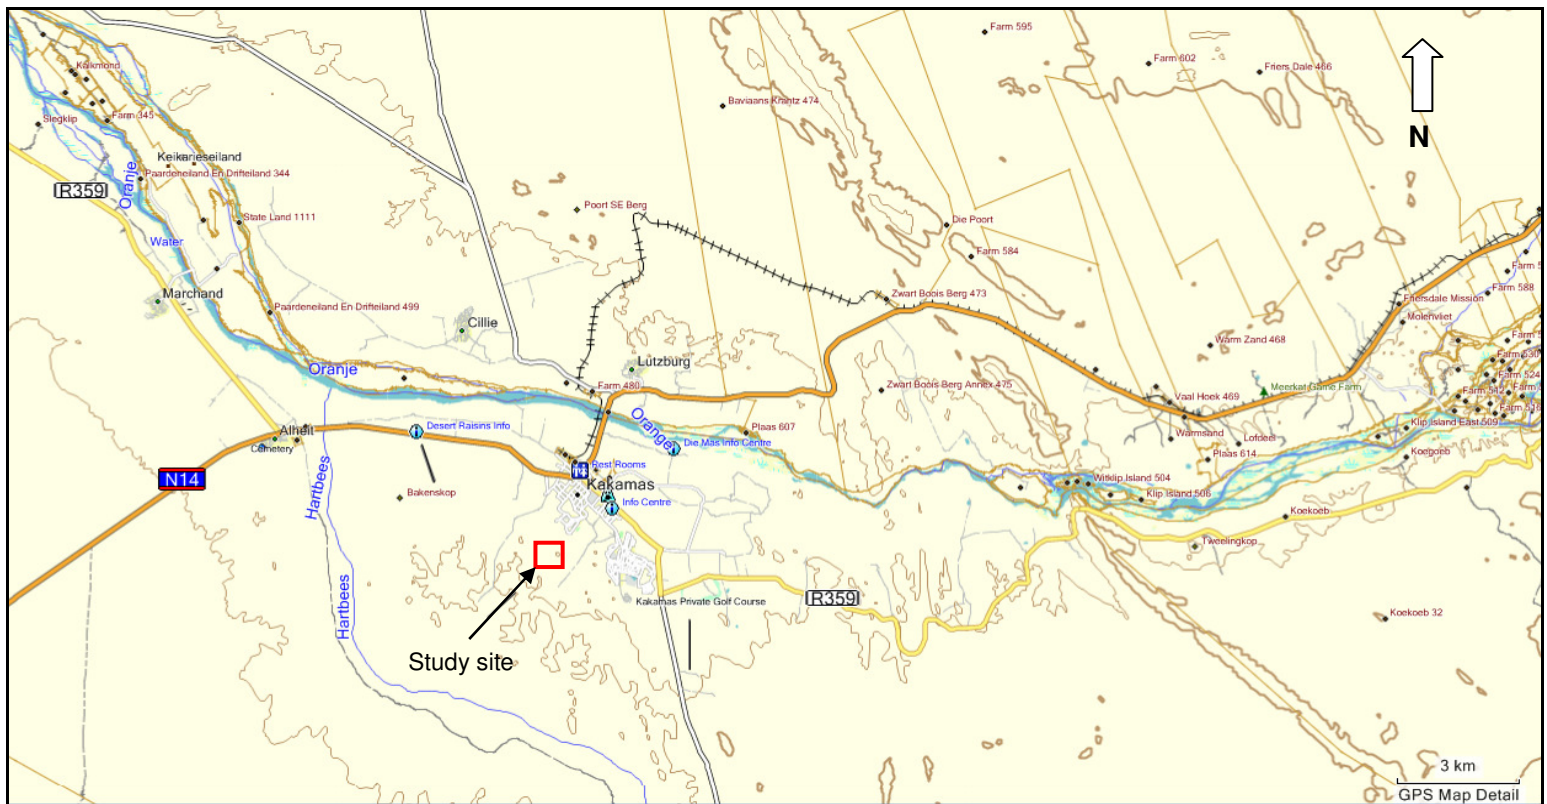 Farm 595
Farm 602
Friers Dale 466
Kalkmond
Baviaans Krantz 474
Farm 345
Slegklip
N
Keikarieseiland
Paardeneiland En Drifteiland 344
R359
Oranje
Poort SE Berg
State Land 1111
Die Poort
Water
Farm 584
Farm 588
Marchand
Zwart Boois Berg 473
Friersdale Mission
Paardeneiland En Drifteiland 499
Molenvliet
Cillie
Warm Zand 468
Lutzburg
Oranje
Farm 480
Zwart Boois Berg Annex 475
Meerkat Game Farm
Vaal Hoek 469
Oranje
Plaas 607
Desert Raisins Info
Alheit
Cemetery
Die Mas Info Centre
Warmsand
Lofdeel
Klip Island East 509
Plaas 614
Koegoeb
Rest Rooms
N14
Kakamas
Witklip Island 504
Klip Island 506
Bakenskop
Info Centre
Hartbees
Koekoeb
Tweelingkop
Hartbees
Kakamas Private Golf Course
R359
Koekoeb 32
Study site
3 km
GPS Map Detail